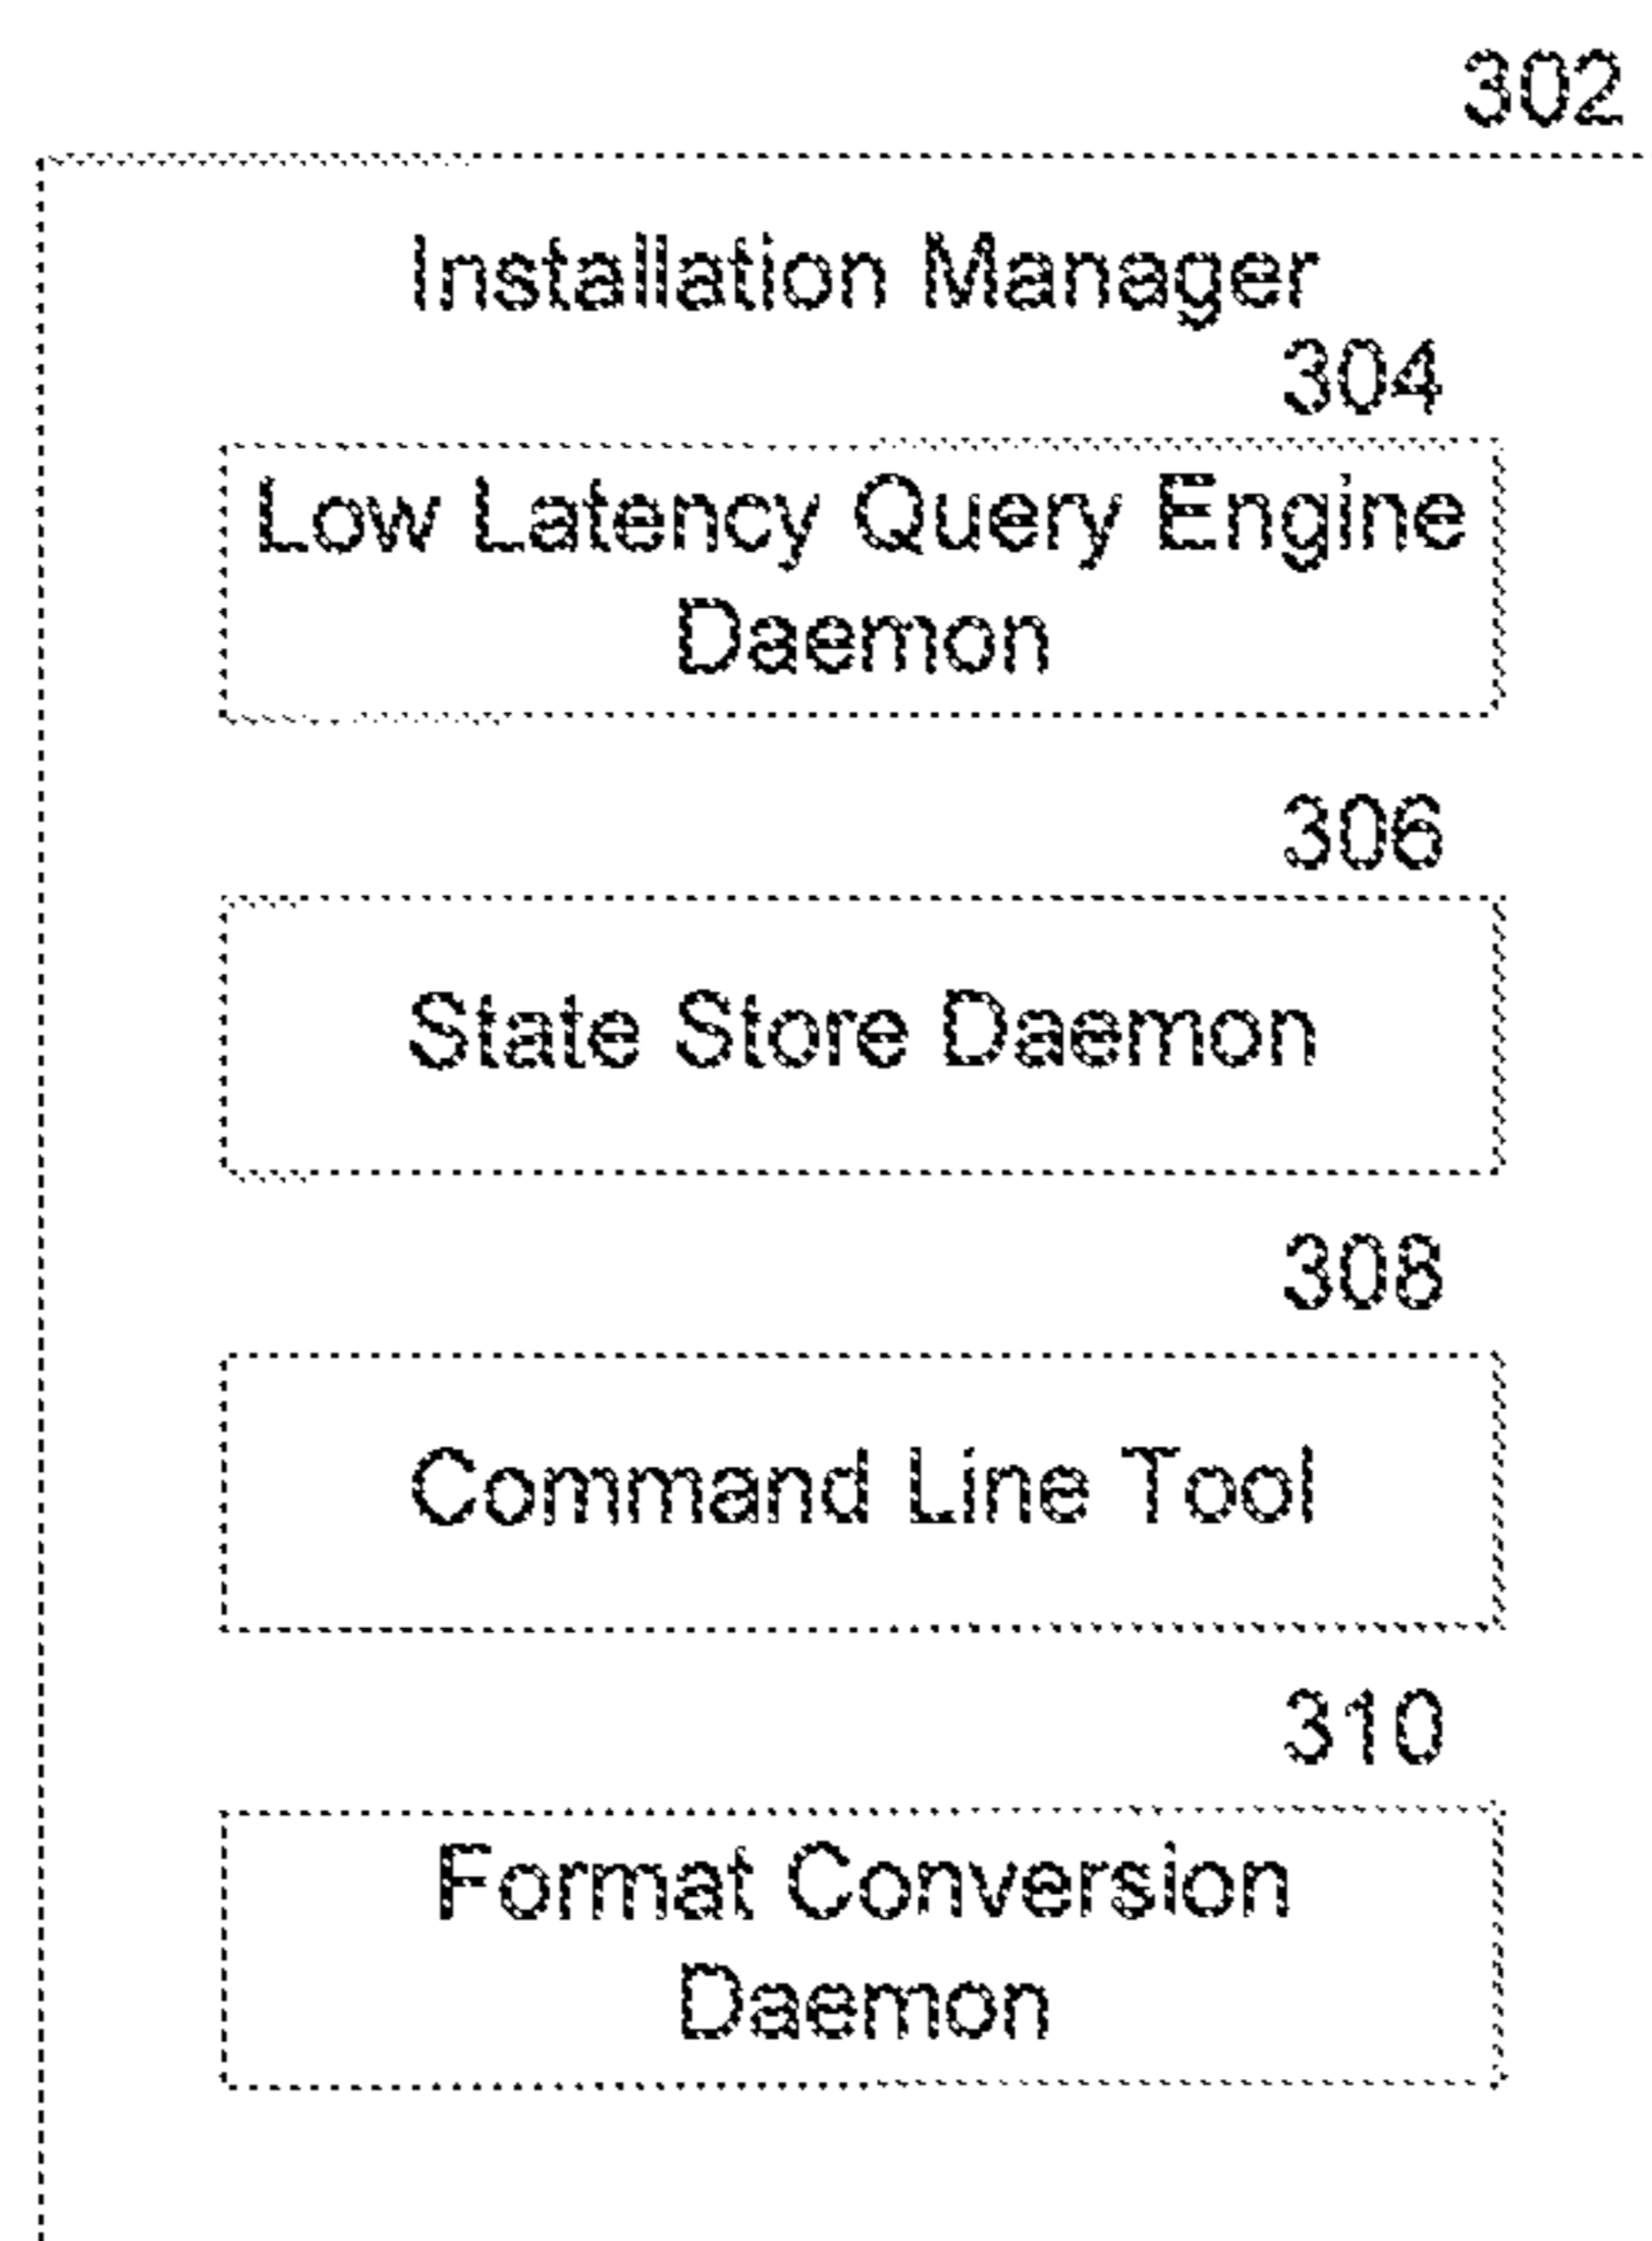 302
Installation Manager
304
Low Latency Query Engine
Daemon
306
State Store Daemon
308
Command Line Tool
310
Format Conversion
Daemon